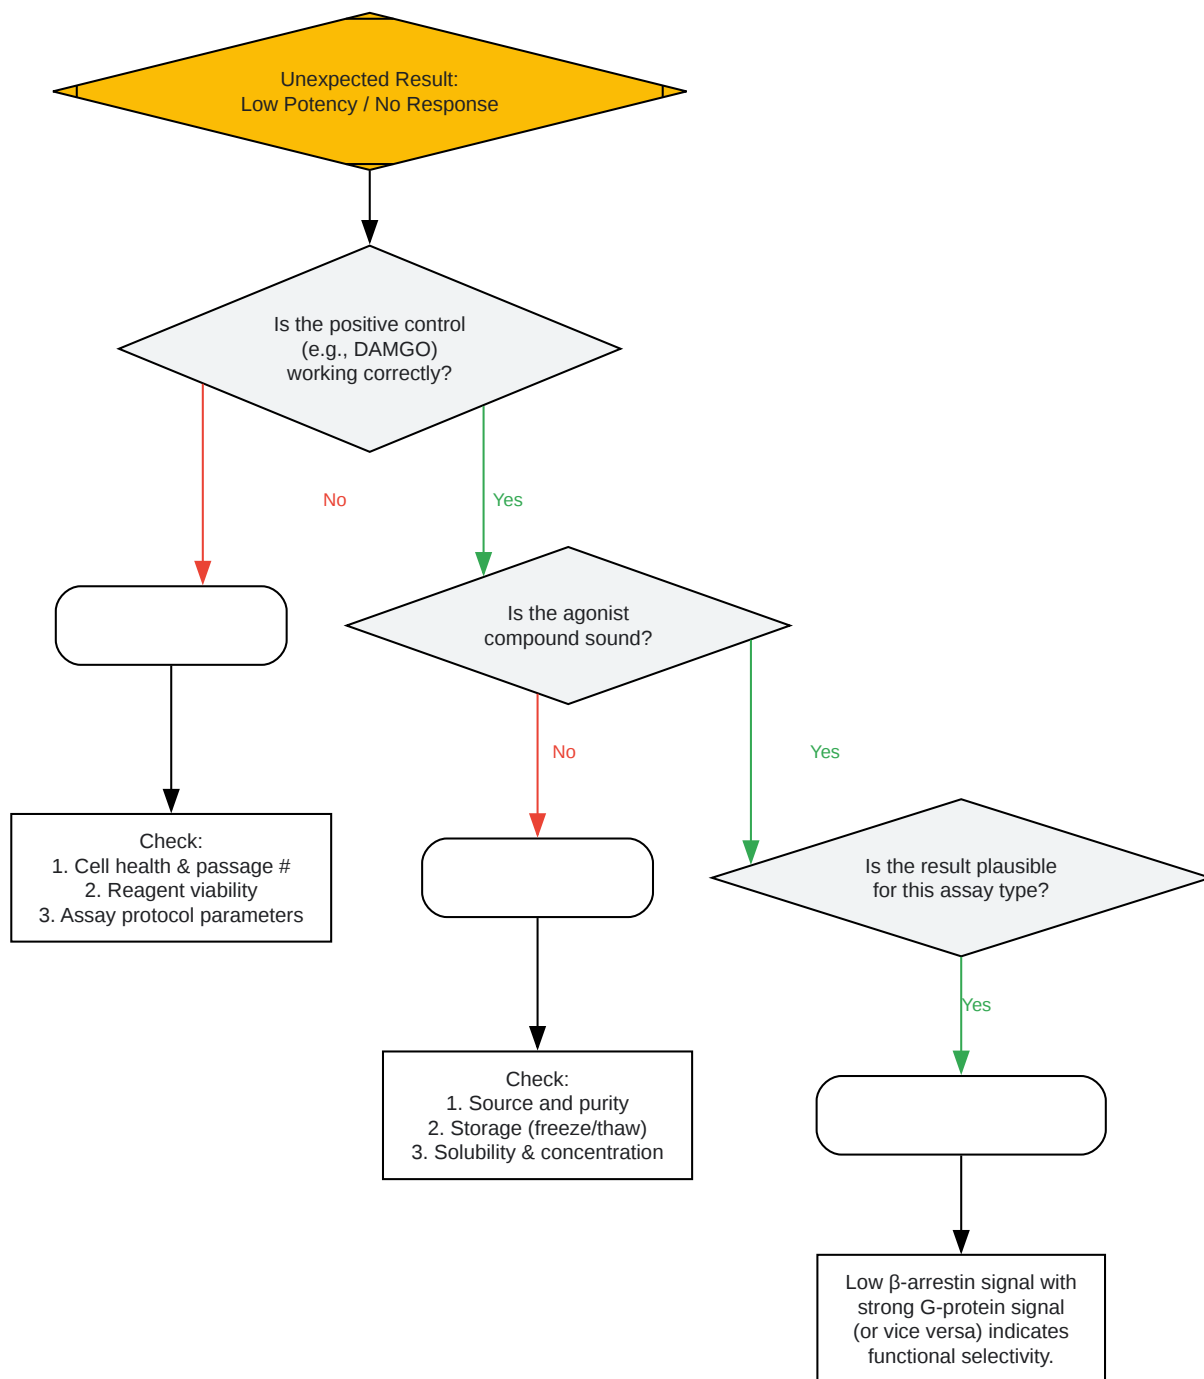 Unexpected Result:
Low Potency / No Response
Is the positive control
(e.g., DAMGO)
working correctly?
No
Yes
Is the agonist
compound sound?
No
Yes
Check:
1. Cell health & passage #
2. Reagent viability
3. Assay protocol parameters
Is the result plausible
for this assay type?
Yes
Check:
1. Source and purity
2. Storage (freeze/thaw)
3. Solubility & concentration
Low β-arrestin signal with
strong G-protein signal
(or vice versa) indicates
functional selectivity.